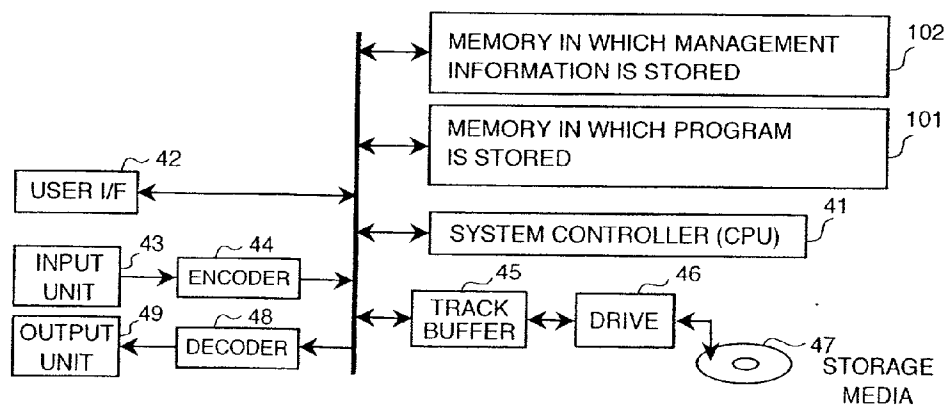 MEMORY IN WHICH MANAGEMENT
INFORMATION IS STORED
102
MEMORY IN WHICH PROGRAM
IS STORED
101
42
USER I/F
41
SYSTEM CONTROLLER (CPU)
43
INPUT
UNIT
44
ENCODER
45
TRACK
BUFFER
46
DRIVE
49
OUTPUT
UNIT
48
DECODER
47
STORAGE
MEDIA